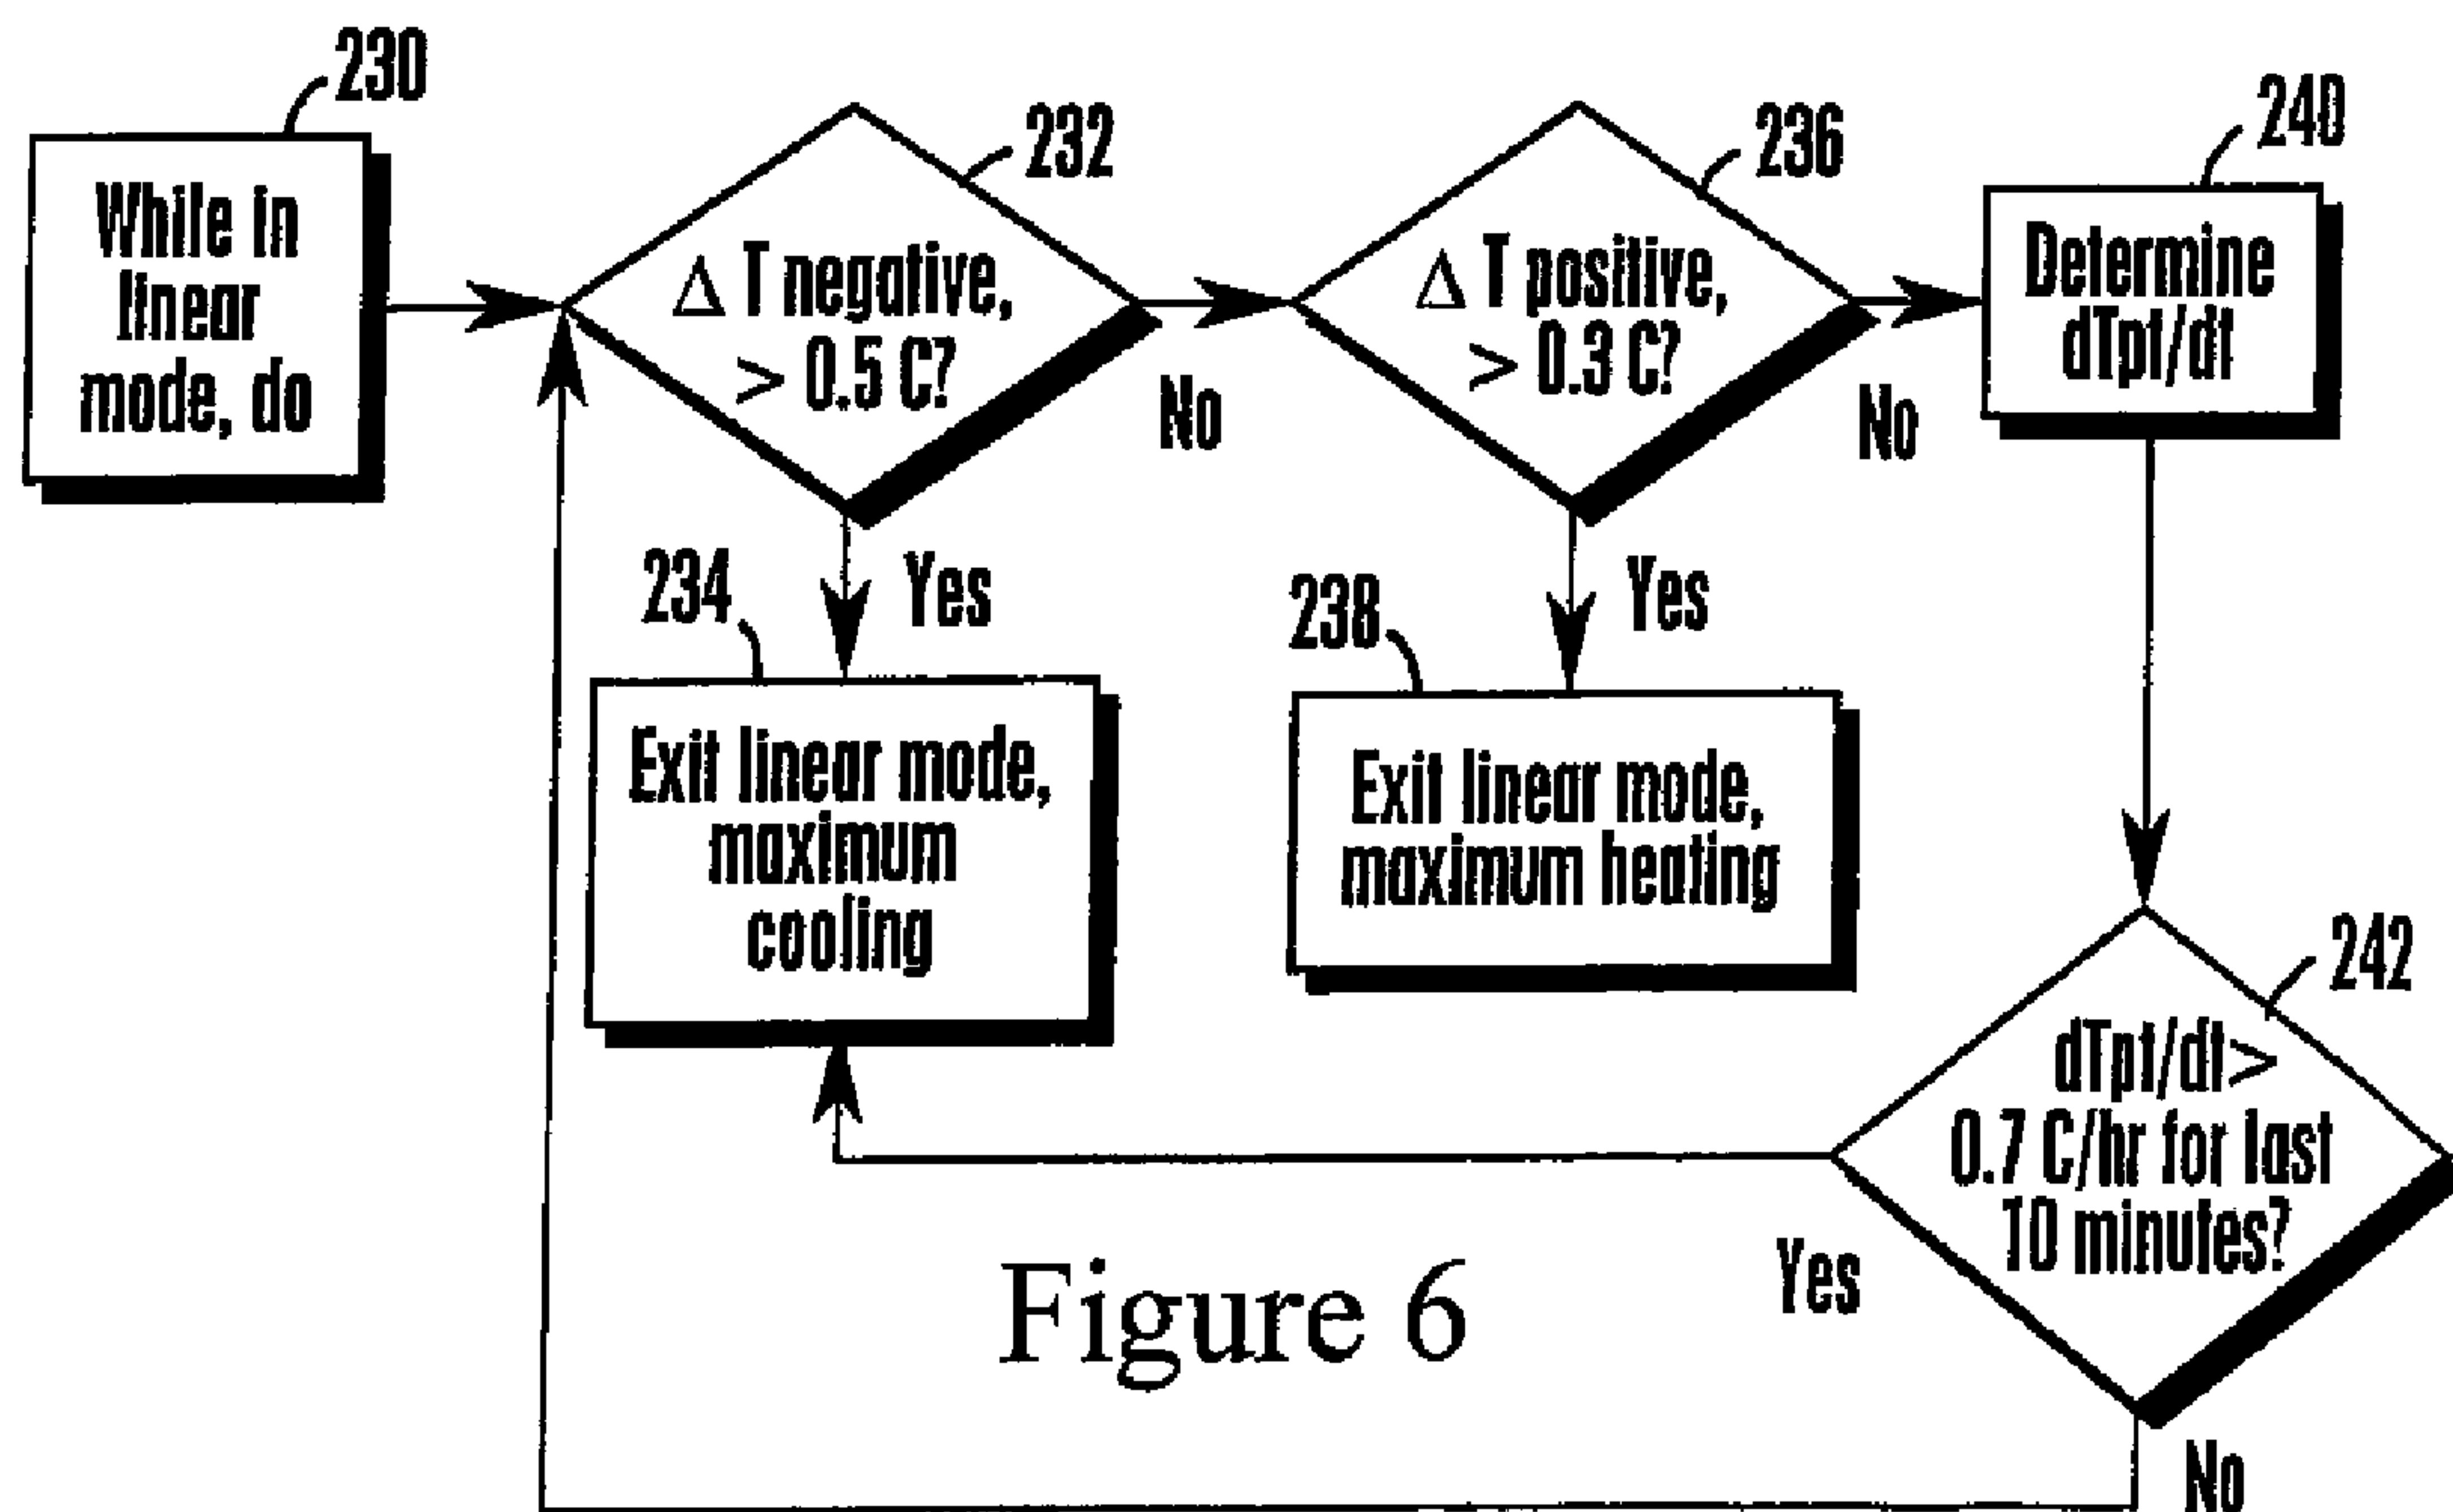 230
While in
linear
mode, do
232
Δ T negative,
> 0.5 C?
No
Yes
236
Δ T positive,
> 0.3 C?
No
Yes
240
Determine
dTpt/dt
234
Exit linear mode,
maximum
cooling
238
Exit linear mode,
maximum heating
242
dTpt/dt>
0.7 C/hr for last
10 minutes?
Yes
No
Figure 6